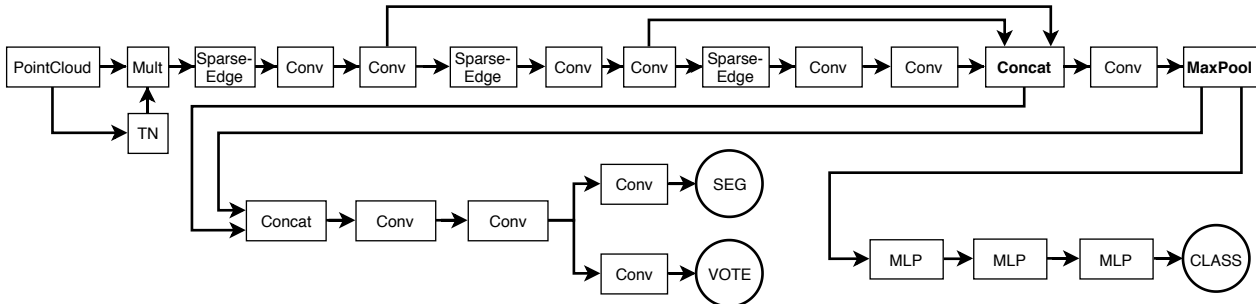 PointCloud
Mult
Sparse-
Edge
Conv
Conv
Sparse-
Edge
Conv
Conv
Sparse-
Edge
Conv
Conv
Concat
Conv
MaxPool
TN
Conv
SEG
Concat
Conv
Conv
Conv
VOTE
MLP
MLP
MLP
CLASS